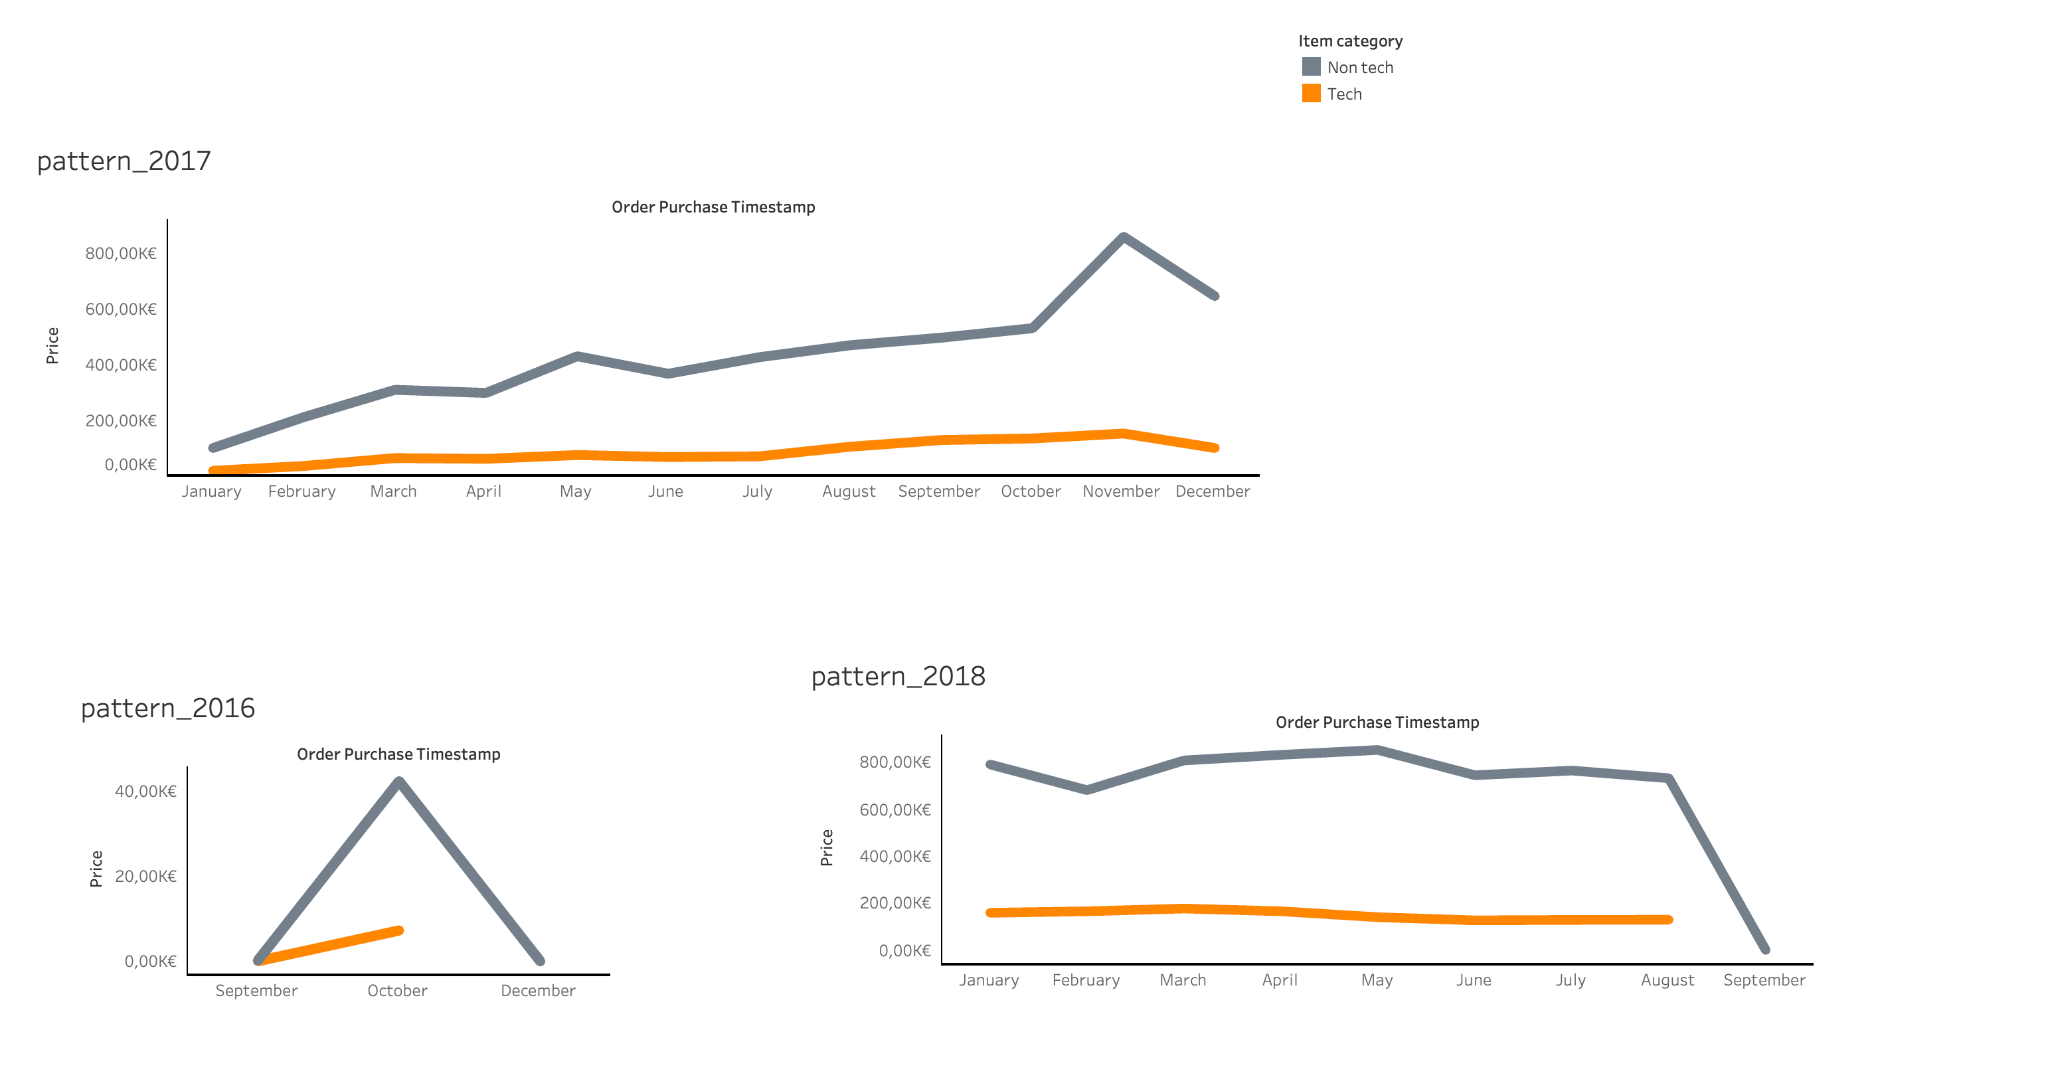 Item category
Non tech
Tech
pattern_2017
Order Purchase Timestamp
Price
800,00K€
600,00K€
400,00K€
200,00K€
0,00K€
January February March April May June July August September October November December
pattern_2016
Order Purchase Timestamp
Price
40,00K€
20,00K€
0,00K€
September October December
pattern_2018
Order Purchase Timestamp
Price
800,00K€
600,00K€
400,00K€
200,00K€
0,00K€
January February March April May June July August September